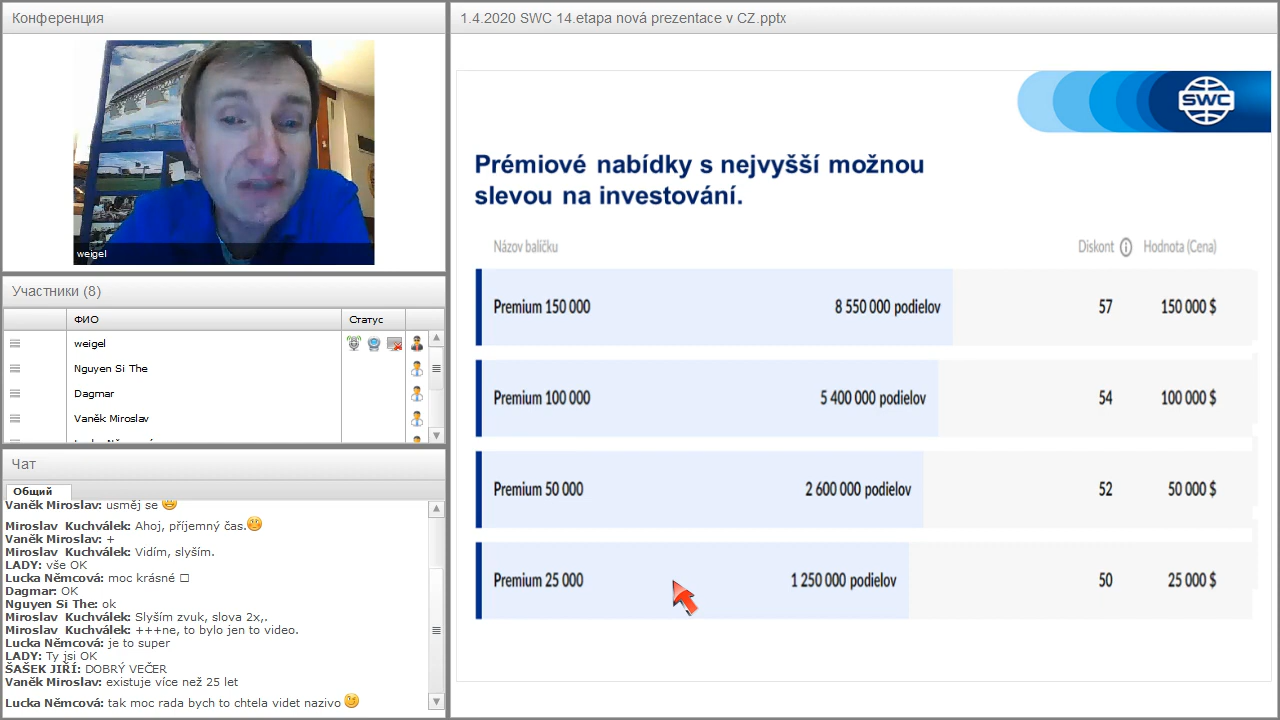 Конференция
weigel
Участники (8)
ФИО Статус
weigel
Nguyen Si The
Dagmar
Vaněk Miroslav
Чат
Общий
Vaněk Miroslav: usměj se
Miroslav Kuchválek: Ahoj, příjemný čas.
Vaněk Miroslav: +
Miroslav Kuchválek: Vidím, slyším.
LADY: vše OK
Lucka Němcová: moc krásné
Dagmar: OK
Nguyen Si The: ok
Miroslav Kuchválek: Slyším zvuk, slova 2x,.
Miroslav Kuchválek: +++ne, to bylo jen to video.
Lucka Němcová: je to super
LADY: Ty jsi OK
ŠAŠEK JIŘÍ: DOBRÝ VEČER
Vaněk Miroslav: existuje více než 25 let
Lucka Němcová: tak moc rada bych to chtela videt nazivo
1.4.2020 SWC 14.etapa nová prezentace v CZ.pptx
SWC
Prémiové nabídky s nejvyšší možnou
slevou na investování.
Názov balíčku Diskont Hodnota (Cena)
Premium 150 000 8 550 000 podielov 57 150 000 $
Premium 100 000 5 400 000 podielov 54 100 000 $
Premium 50 000 2 600 000 podielov 52 50 000 $
Premium 25 000 1 250 000 podielov 50 25 000 $